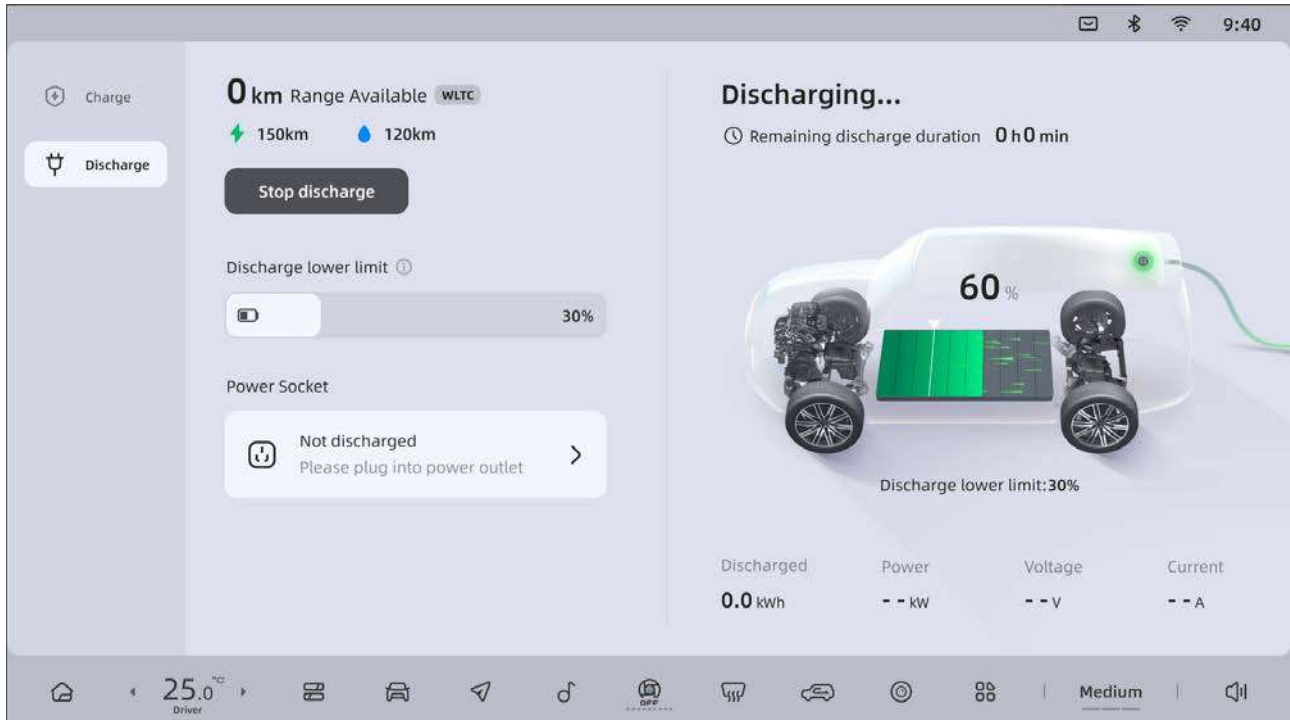 9:40
Charge
Discharge
0 km Range Available WLTC
150km 120km
Stop discharge
Discharge lower limit
30%
Power Socket
Not discharged
Please plug into power outlet
Discharging...
Remaining discharge duration 0 h 0 min
60 %
Discharge lower limit:30%
Discharged Power Voltage Current
0.0 kWh -- kW -- V -- A
25.0 °C
Driver
OFF
Medium